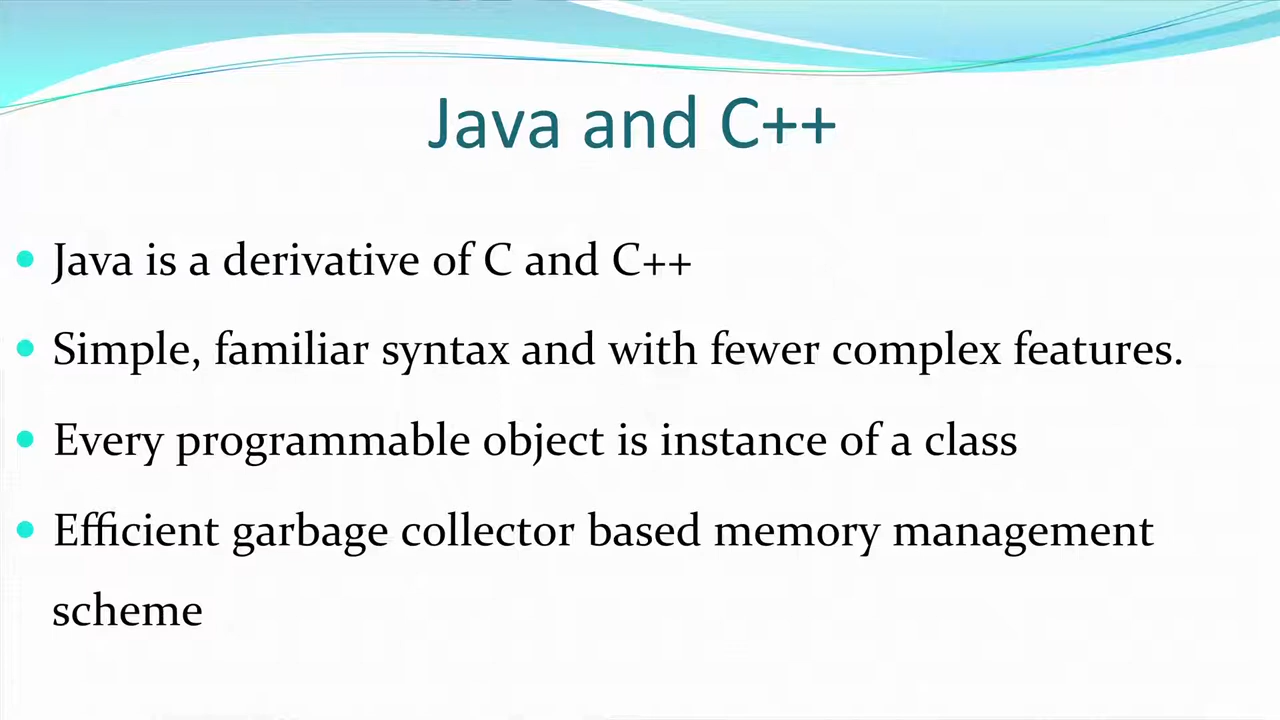 Java and C++
• Java is a derivative of C and C++
• Simple, familiar syntax and with fewer complex features.
• Every programmable object is instance of a class
• Efficient garbage collector based memory management
scheme